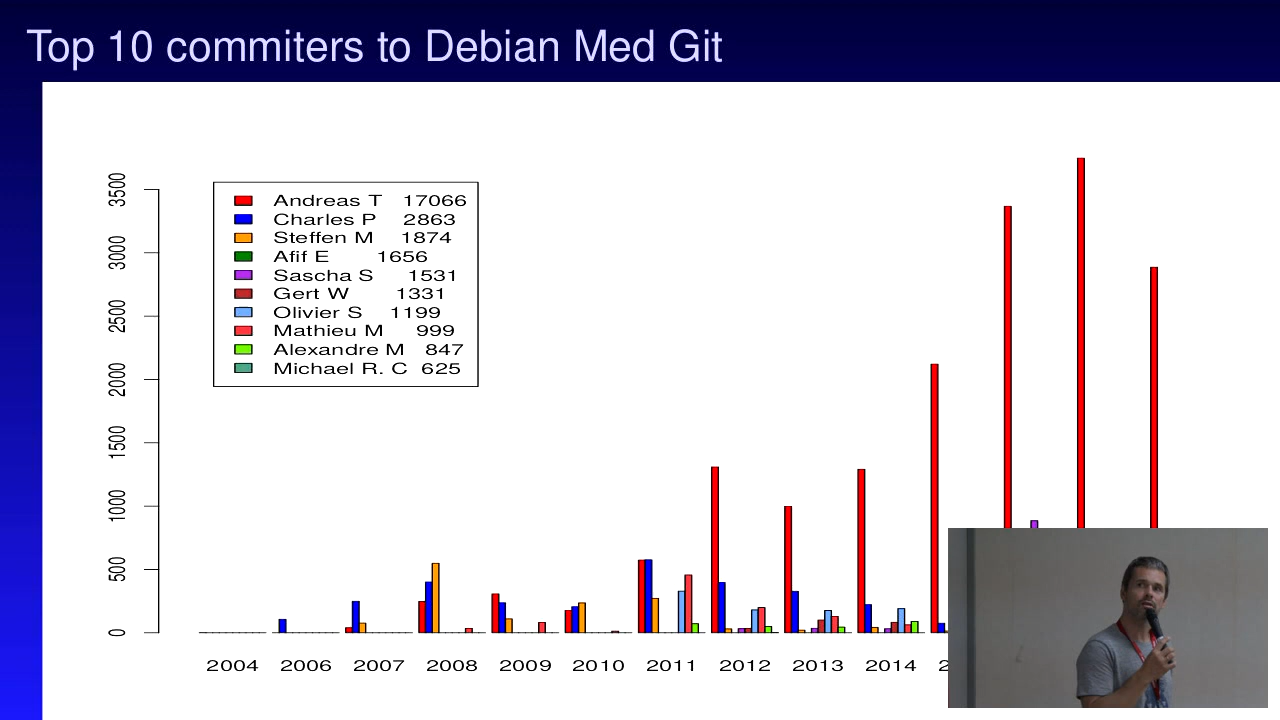 Top 10 commiters to Debian Med Git
3500
3000
2500
2000
1500
1000
500
0
Andreas T 17066
Charles P 2863
Steffen M 1874
Afif E 1656
Sascha S 1531
Gert W 1331
Olivier S 1199
Mathieu M 999
Alexandre M 847
Michael R. C 625
2004 2006 2007 2008 2009 2010 2011 2012 2013 2014